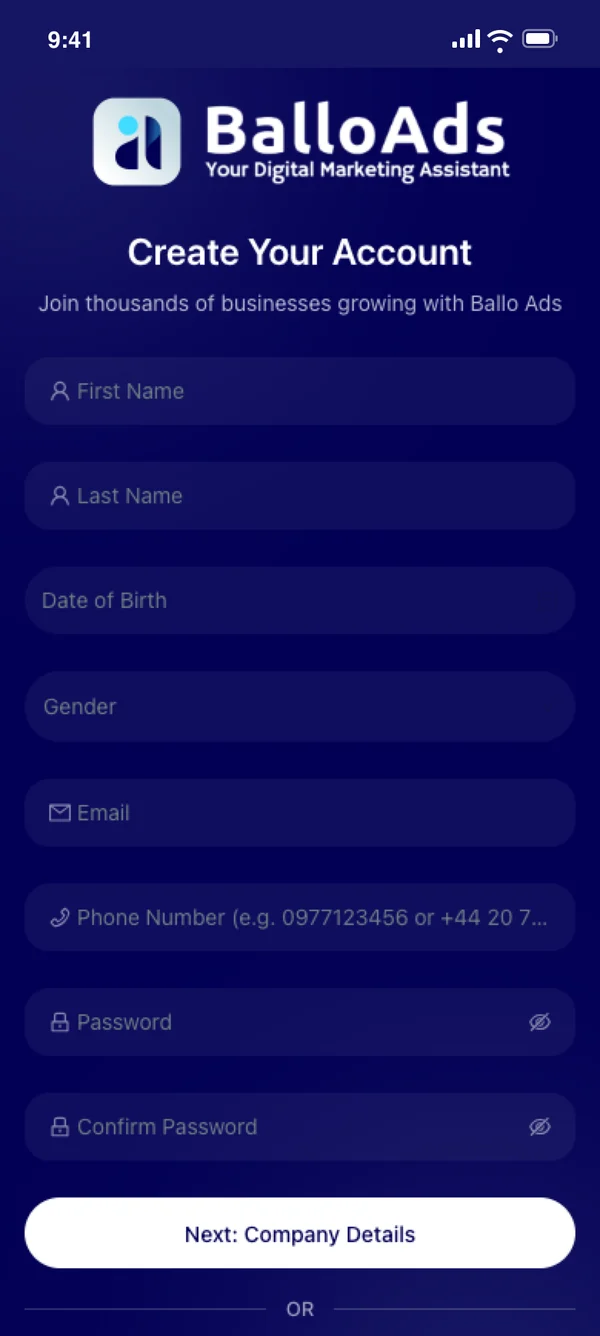 9:41
BalloAds
Your Digital Marketing Assistant
Create Your Account
Join thousands of businesses growing with Ballo Ads
First Name
Last Name
Date of Birth
Gender
Email
Phone Number (e.g. 0977123456 or +44 20 7...
Password
Confirm Password
Next: Company Details
OR